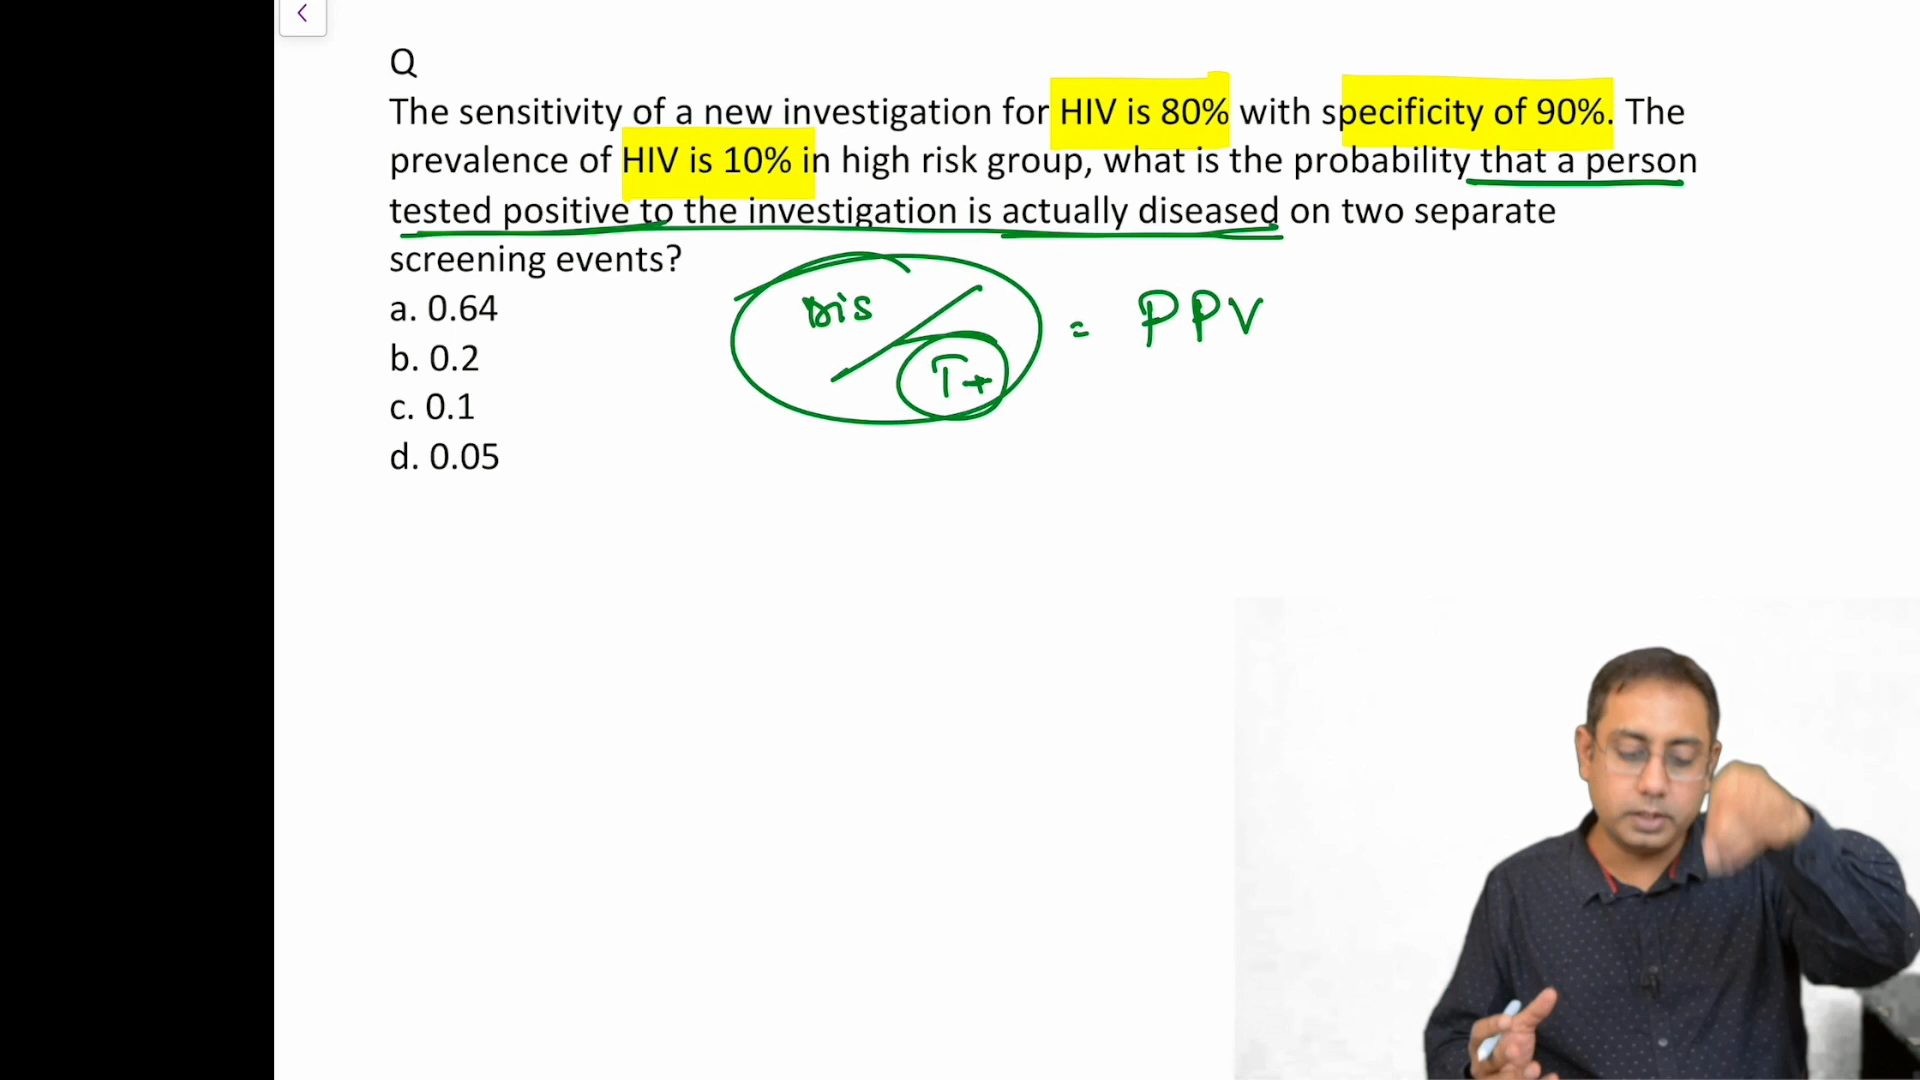 Q
The sensitivity of a new investigation for HIV is 80% with specificity of 90%. The
prevalence of HIV is 10% in high risk group, what is the probability that a person
tested positive to the investigation is actually diseased on two separate
screening events?
a. 0.64
b. 0.2
c. 0.1
d. 0.05
Dis
T+
= PPV